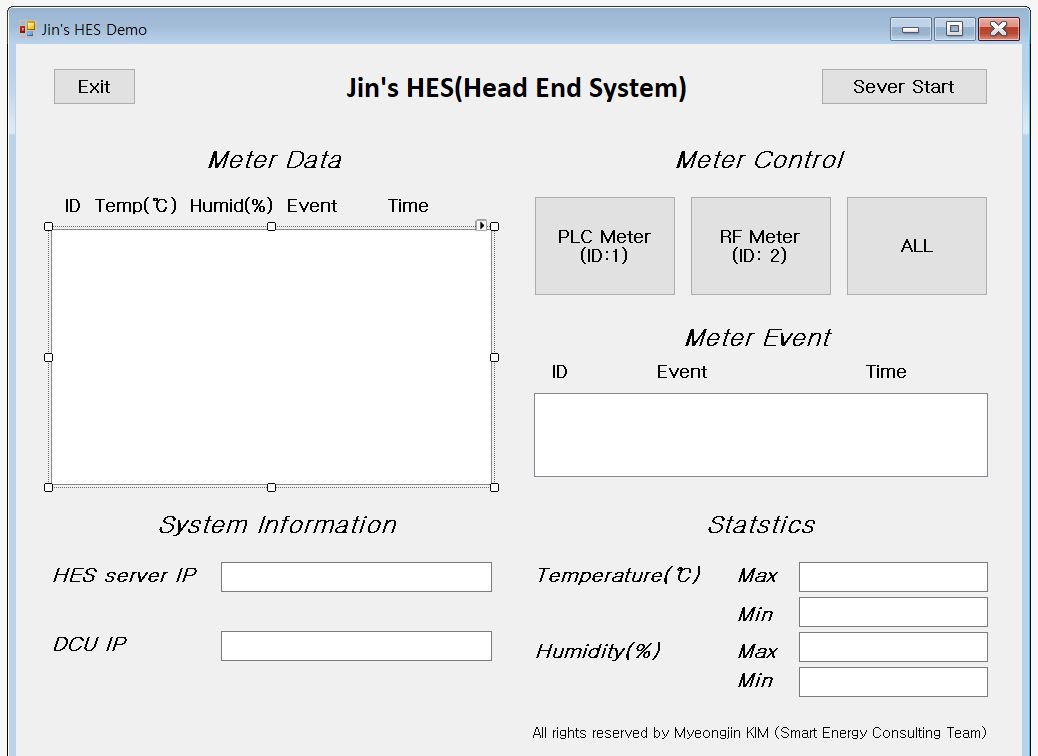 Jin's HES Demo
Exit
Jin's HES(Head End System)
Sever Start
Meter Data
ID Temp(℃) Humid(%) Event Time
Meter Control
PLC Meter
(ID:1)
RF Meter
(ID: 2)
ALL
Meter Event
ID Event Time
System Information
HES server IP
DCU IP
Statstics
Temperature(℃) Max
Min
Humidity(%) Max
Min
All rights reserved by Myeongjin KIM (Smart Energy Consulting Team)